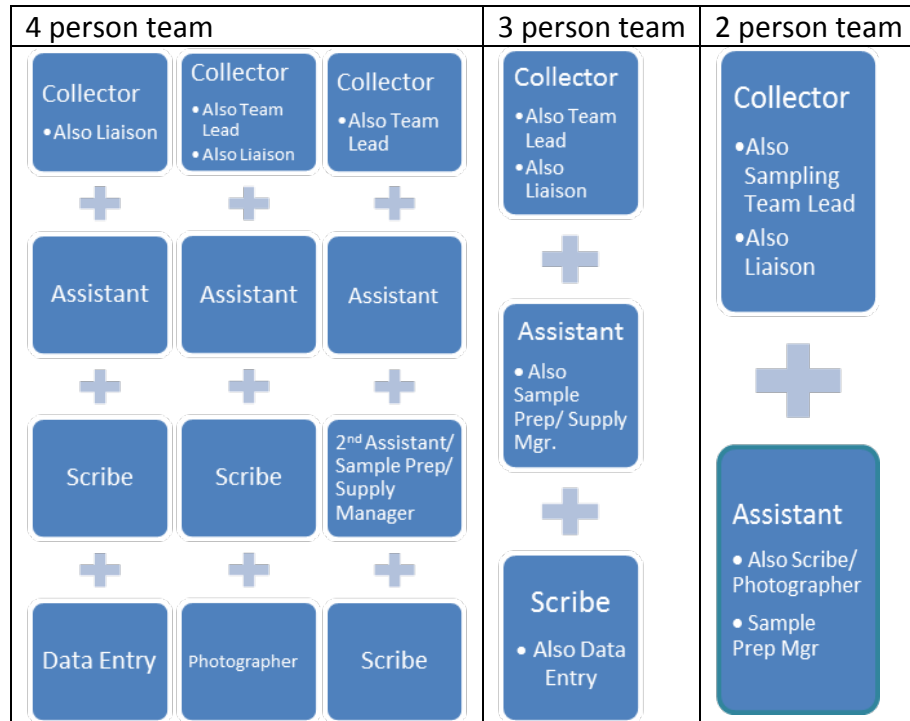 4 person team
3 person team
2 person team
Collector
•Also Liaison
Collector
•Also Team
Lead
•Also Liaison
Collector
•Also Team
Lead
Assistant
Assistant
Assistant
Scribe
Scribe
2nd Assistant/
Sample Prep/
Supply
Manager
Data Entry
Photographer
Scribe
Collector
•Also Team
Lead
•Also
Liaison
Assistant
• Also
Sample
Prep/ Supply
Mgr.
Scribe
• Also Data
Entry
Collector
•Also
Sampling
Team Lead
•Also
Liaison
Assistant
• Also Scribe/
Photographer
• Sample
Prep Mgr